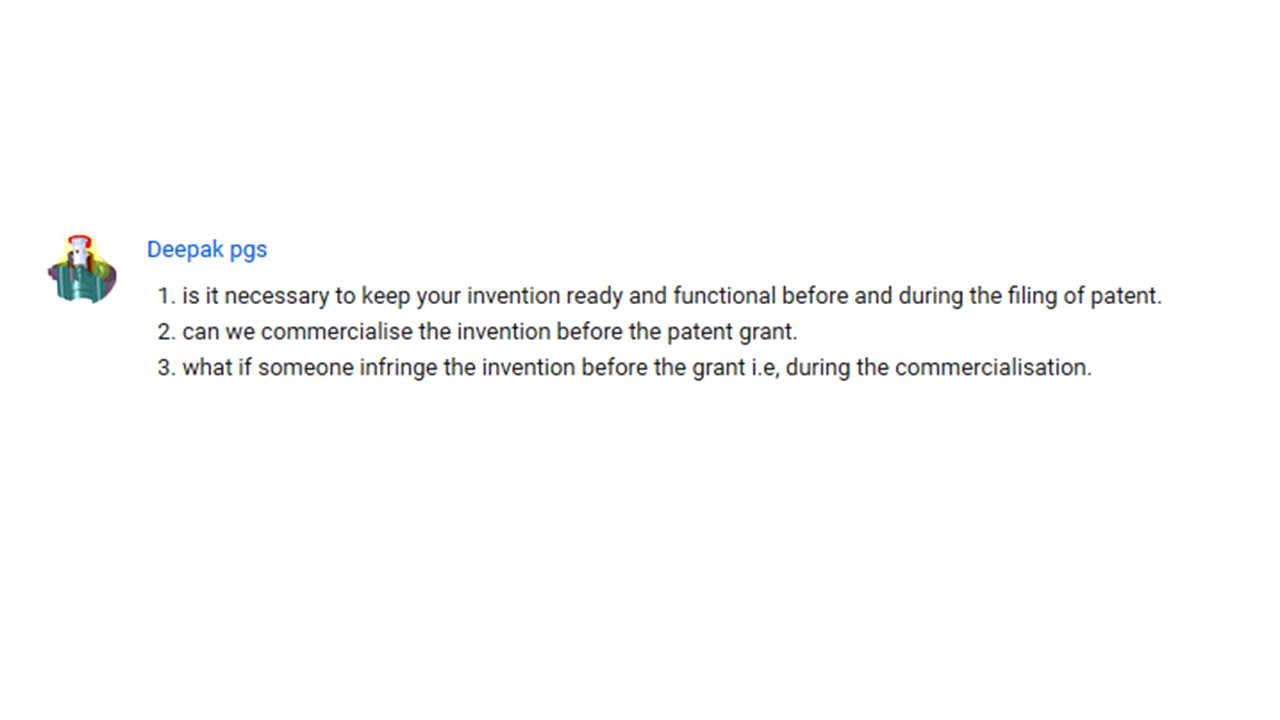 Deepak pgs
1. is it necessary to keep your invention ready and functional before and during the filing of patent.
2. can we commercialise the invention before the patent grant.
3. what if someone infringe the invention before the grant i.e, during the commercialisation.